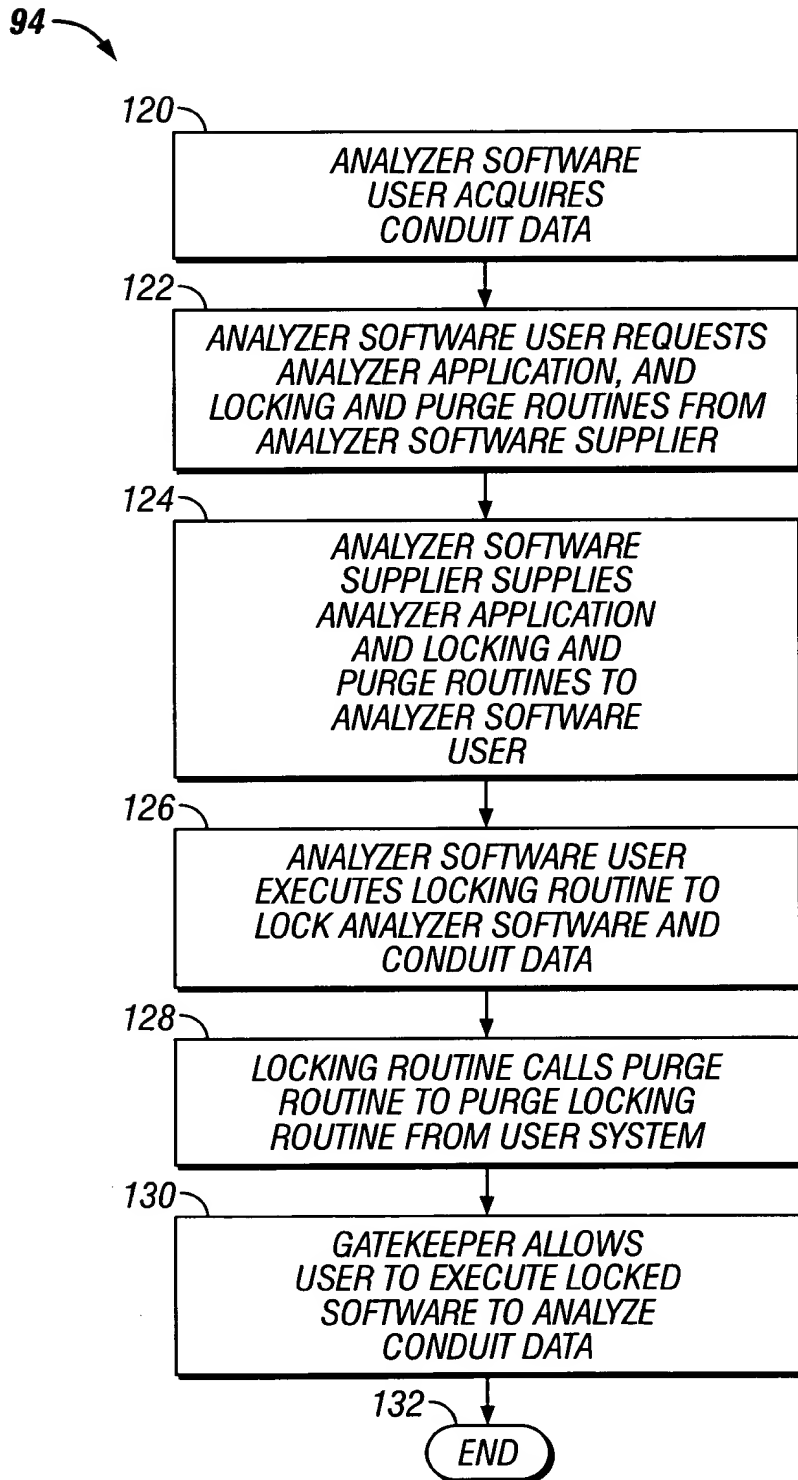 94
120
ANALYZER SOFTWARE
USER ACQUIRES
CONDUIT DATA
122
ANALYZER SOFTWARE USER REQUESTS
ANALYZER APPLICATION, AND
LOCKING AND PURGE ROUTINES FROM
ANALYZER SOFTWARE SUPPLIER
124
ANALYZER SOFTWARE
SUPPLIER SUPPLIES
ANALYZER APPLICATION
AND LOCKING AND
PURGE ROUTINES TO
ANALYZER SOFTWARE
USER
126
ANALYZER SOFTWARE USER
EXECUTES LOCKING ROUTINE TO
LOCK ANALYZER SOFTWARE AND
CONDUIT DATA
128
LOCKING ROUTINE CALLS PURGE
ROUTINE TO PURGE LOCKING
ROUTINE FROM USER SYSTEM
130
GATEKEEPER ALLOWS
USER TO EXECUTE LOCKED
SOFTWARE TO ANALYZE
CONDUIT DATA
132
END